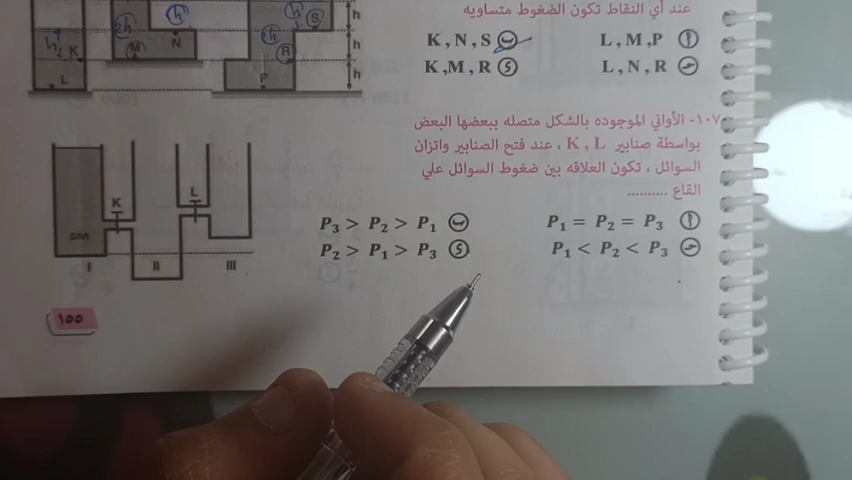 عند أي النقاط تكون الضغوط متساويه
أ L , M , P
ب K , N , S
ج L , N , R
د K , M , R
h
h
h
S
R
P
N
M
K
L
h
2h
2h
h
h
١٠٧- الأواني الموجوده بالشكل متصله ببعضها البعض
بواسطة صنابير K , L ، عند فتح الصنابير واتزان
السوائل ، تكون العلاقه بين ضغوط السوائل علي
القاع ..........
أ P₁ = P₂ = P₃
ب P₃ > P₂ > P₁
ج P₁ < P₂ < P₃
د P₂ > P₁ > P₃
K
L
I
II
III
١٥٥